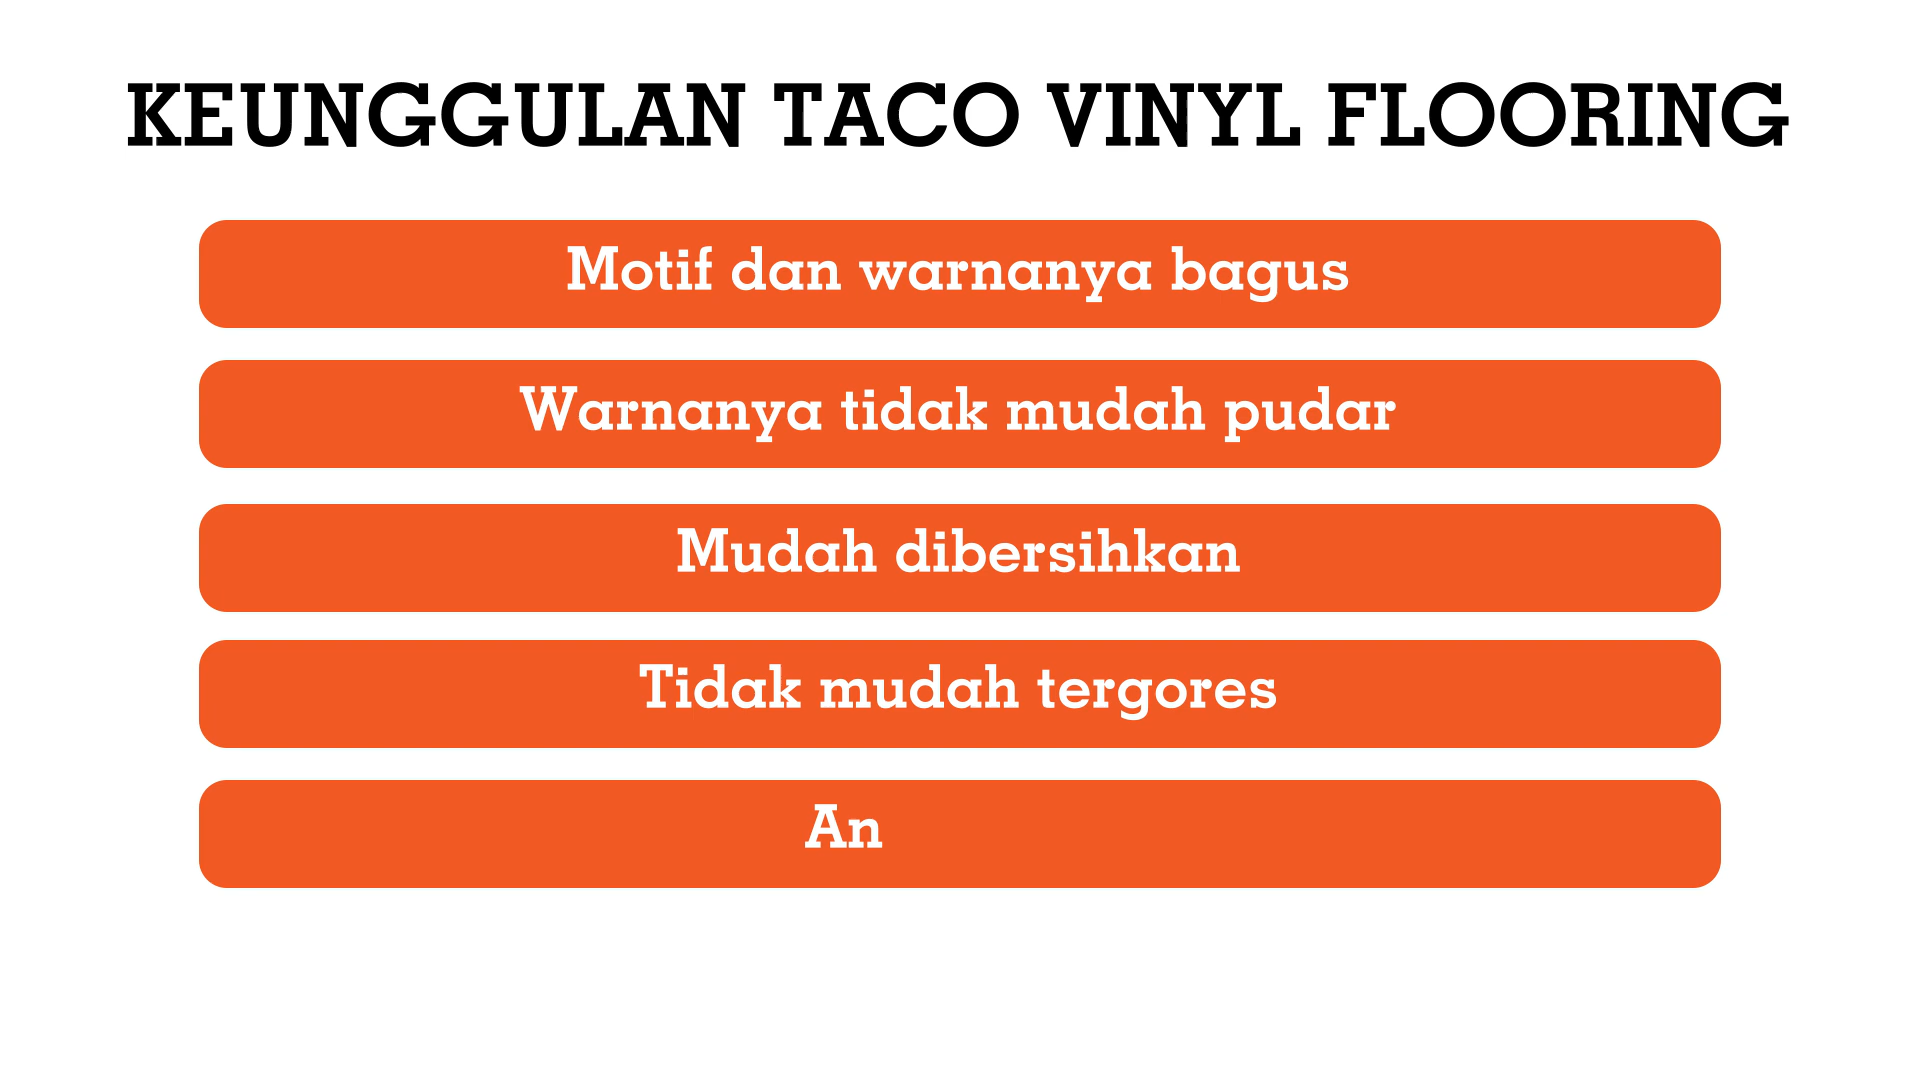 KEUNGGULAN TACO VINYL FLOORING
Motif dan warnanya bagus
Warnanya tidak mudah pudar
Mudah dibersihkan
Tidak mudah tergores
An